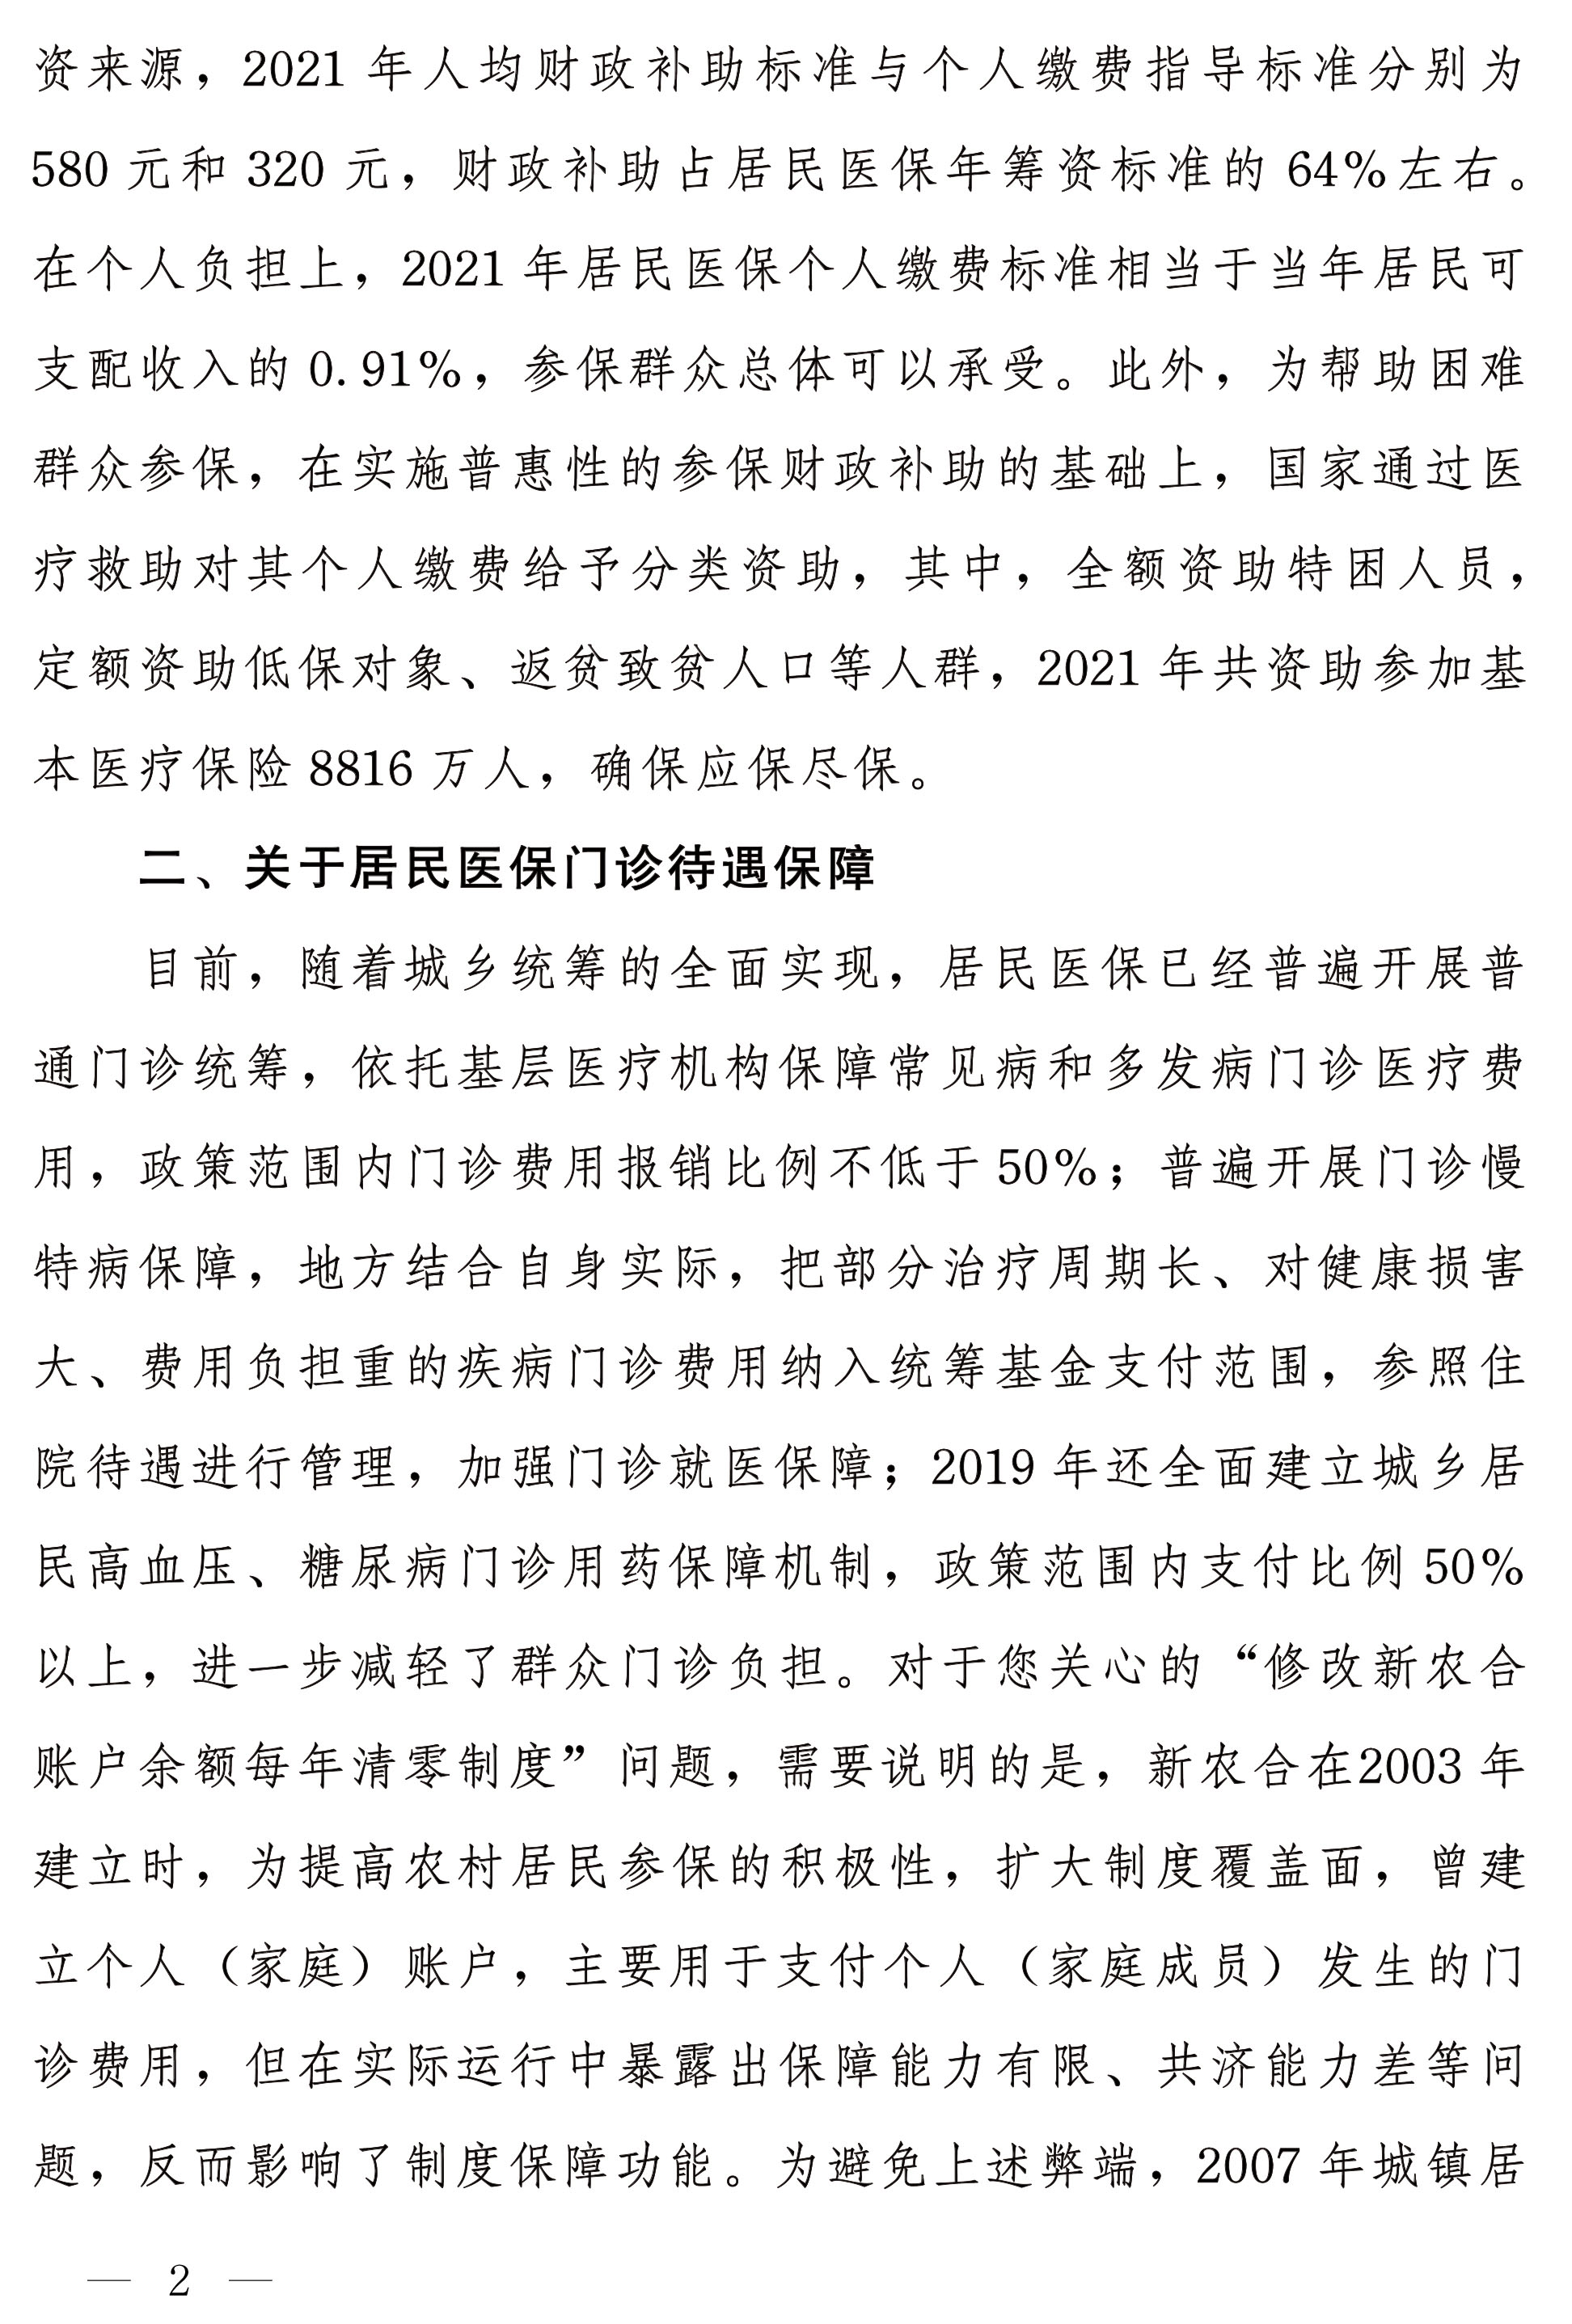 资来源，2021 年人均财政补助标准与个人缴费指导标准分别为
580 元和 320 元，财政补助占居民医保年筹资标准的 64%左右。
在个人负担上，2021 年居民医保个人缴费标准相当于当年居民可
支配收入的 0.91%，参保群众总体可以承受。此外，为帮助困难
群众参保，在实施普惠性的参保财政补助的基础上，国家通过医
疗救助对其个人缴费给予分类资助，其中，全额资助特困人员，
定额资助低保对象、返贫致贫人口等人群，2021 年共资助参加基
本医疗保险 8816 万人，确保应保尽保。
二、关于居民医保门诊待遇保障
目前，随着城乡统筹的全面实现，居民医保已经普遍开展普
通门诊统筹，依托基层医疗机构保障常见病和多发病门诊医疗费
用，政策范围内门诊费用报销比例不低于 50%；普遍开展门诊慢
特病保障，地方结合自身实际，把部分治疗周期长、对健康损害
大、费用负担重的疾病门诊费用纳入统筹基金支付范围，参照住
院待遇进行管理，加强门诊就医保障；2019 年还全面建立城乡居
民高血压、糖尿病门诊用药保障机制，政策范围内支付比例 50%
以上，进一步减轻了群众门诊负担。对于您关心的“修改新农合
账户余额每年清零制度”问题，需要说明的是，新农合在2003 年
建立时，为提高农村居民参保的积极性，扩大制度覆盖面，曾建
立个人（家庭）账户，主要用于支付个人（家庭成员）发生的门
诊费用，但在实际运行中暴露出保障能力有限、共济能力差等问
题，反而影响了制度保障功能。为避免上述弊端，2007 年城镇居
— 2 —